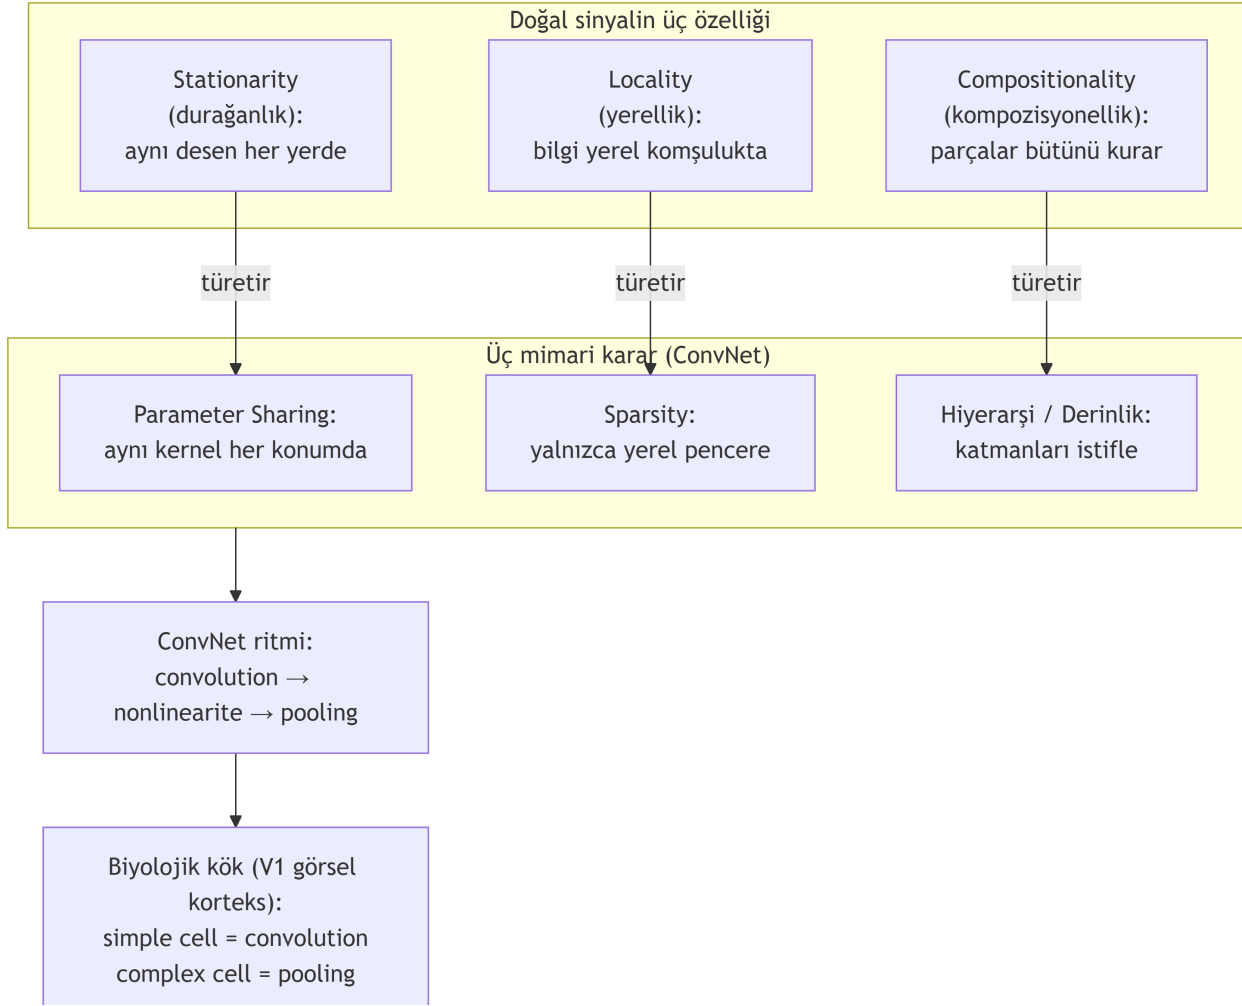 Doğal sinyalin üç özelliği
Stationarity
(durağanlık):
aynı desen her yerde
Locality
(yerellik):
bilgi yerel komşulukta
Compositionality
(kompozisyonellik):
parçalar bütünü kurar
türetir
türetir
türetir
Üç mimari karar (ConvNet)
Parameter Sharing:
aynı kernel her konumda
Sparsity:
yalnızca yerel pencere
Hiyerarşi / Derinlik:
katmanları istifle
ConvNet ritmi:
convolution →
nonlinearite → pooling
Biyolojik kök (V1 görsel
korteks):
simple cell = convolution
complex cell = pooling